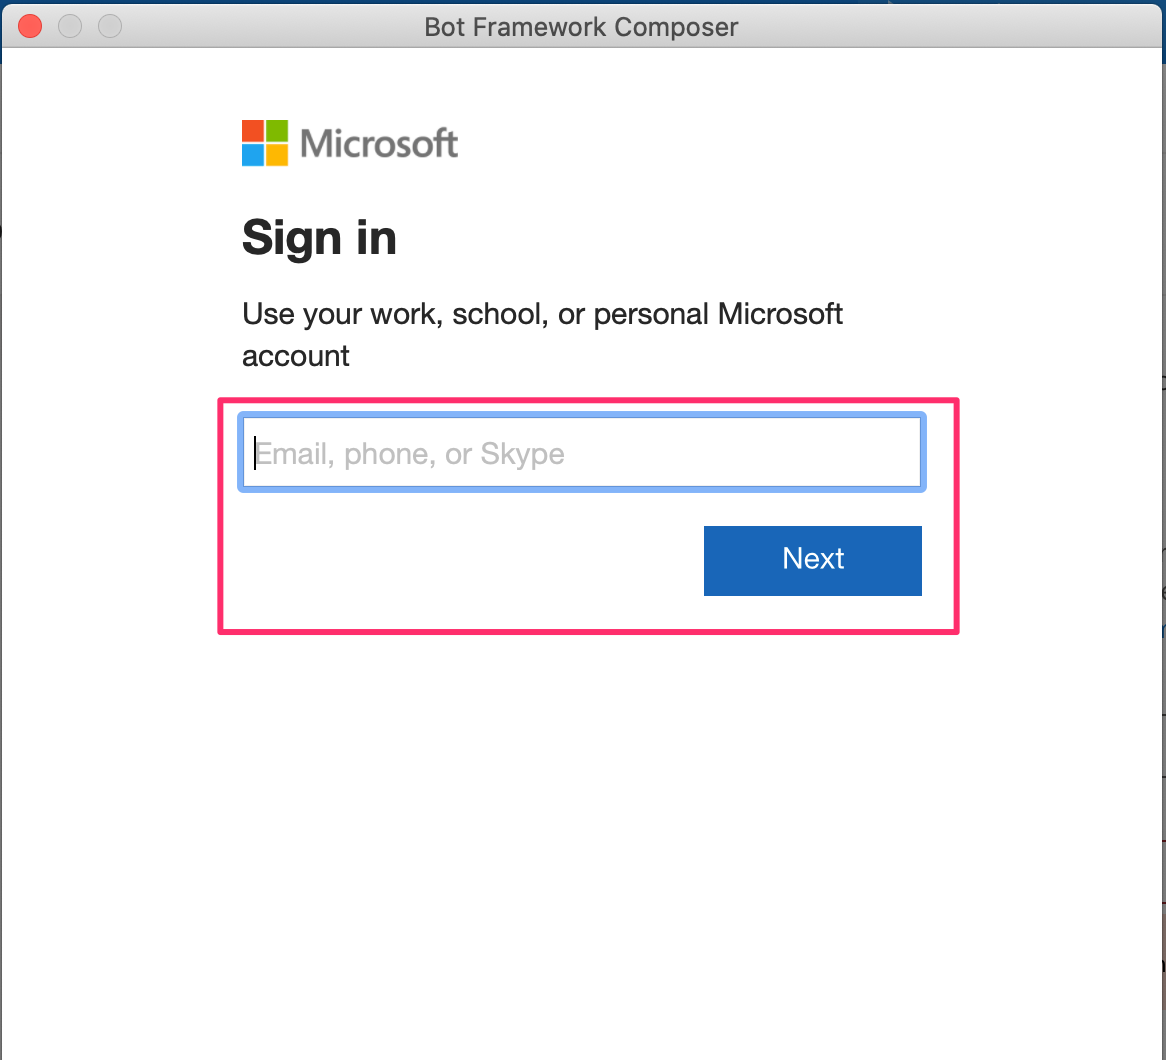 Bot Framework Composer
Microsoft
Sign in
Use your work, school, or personal Microsoft
account
Email, phone, or Skype
Next